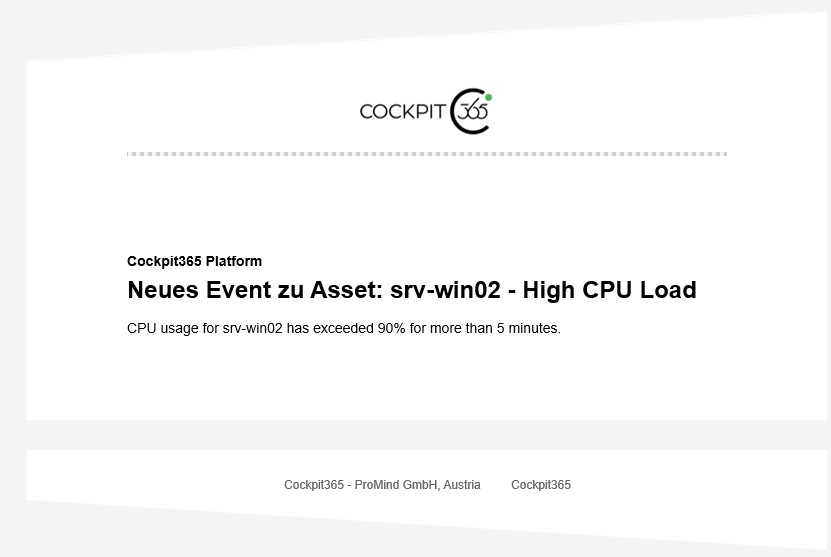 COCKPIT 365
Cockpit365 Platform
Neues Event zu Asset: srv-win02 - High CPU Load
CPU usage for srv-win02 has exceeded 90% for more than 5 minutes.
Cockpit365 - ProMind GmbH, Austria Cockpit365